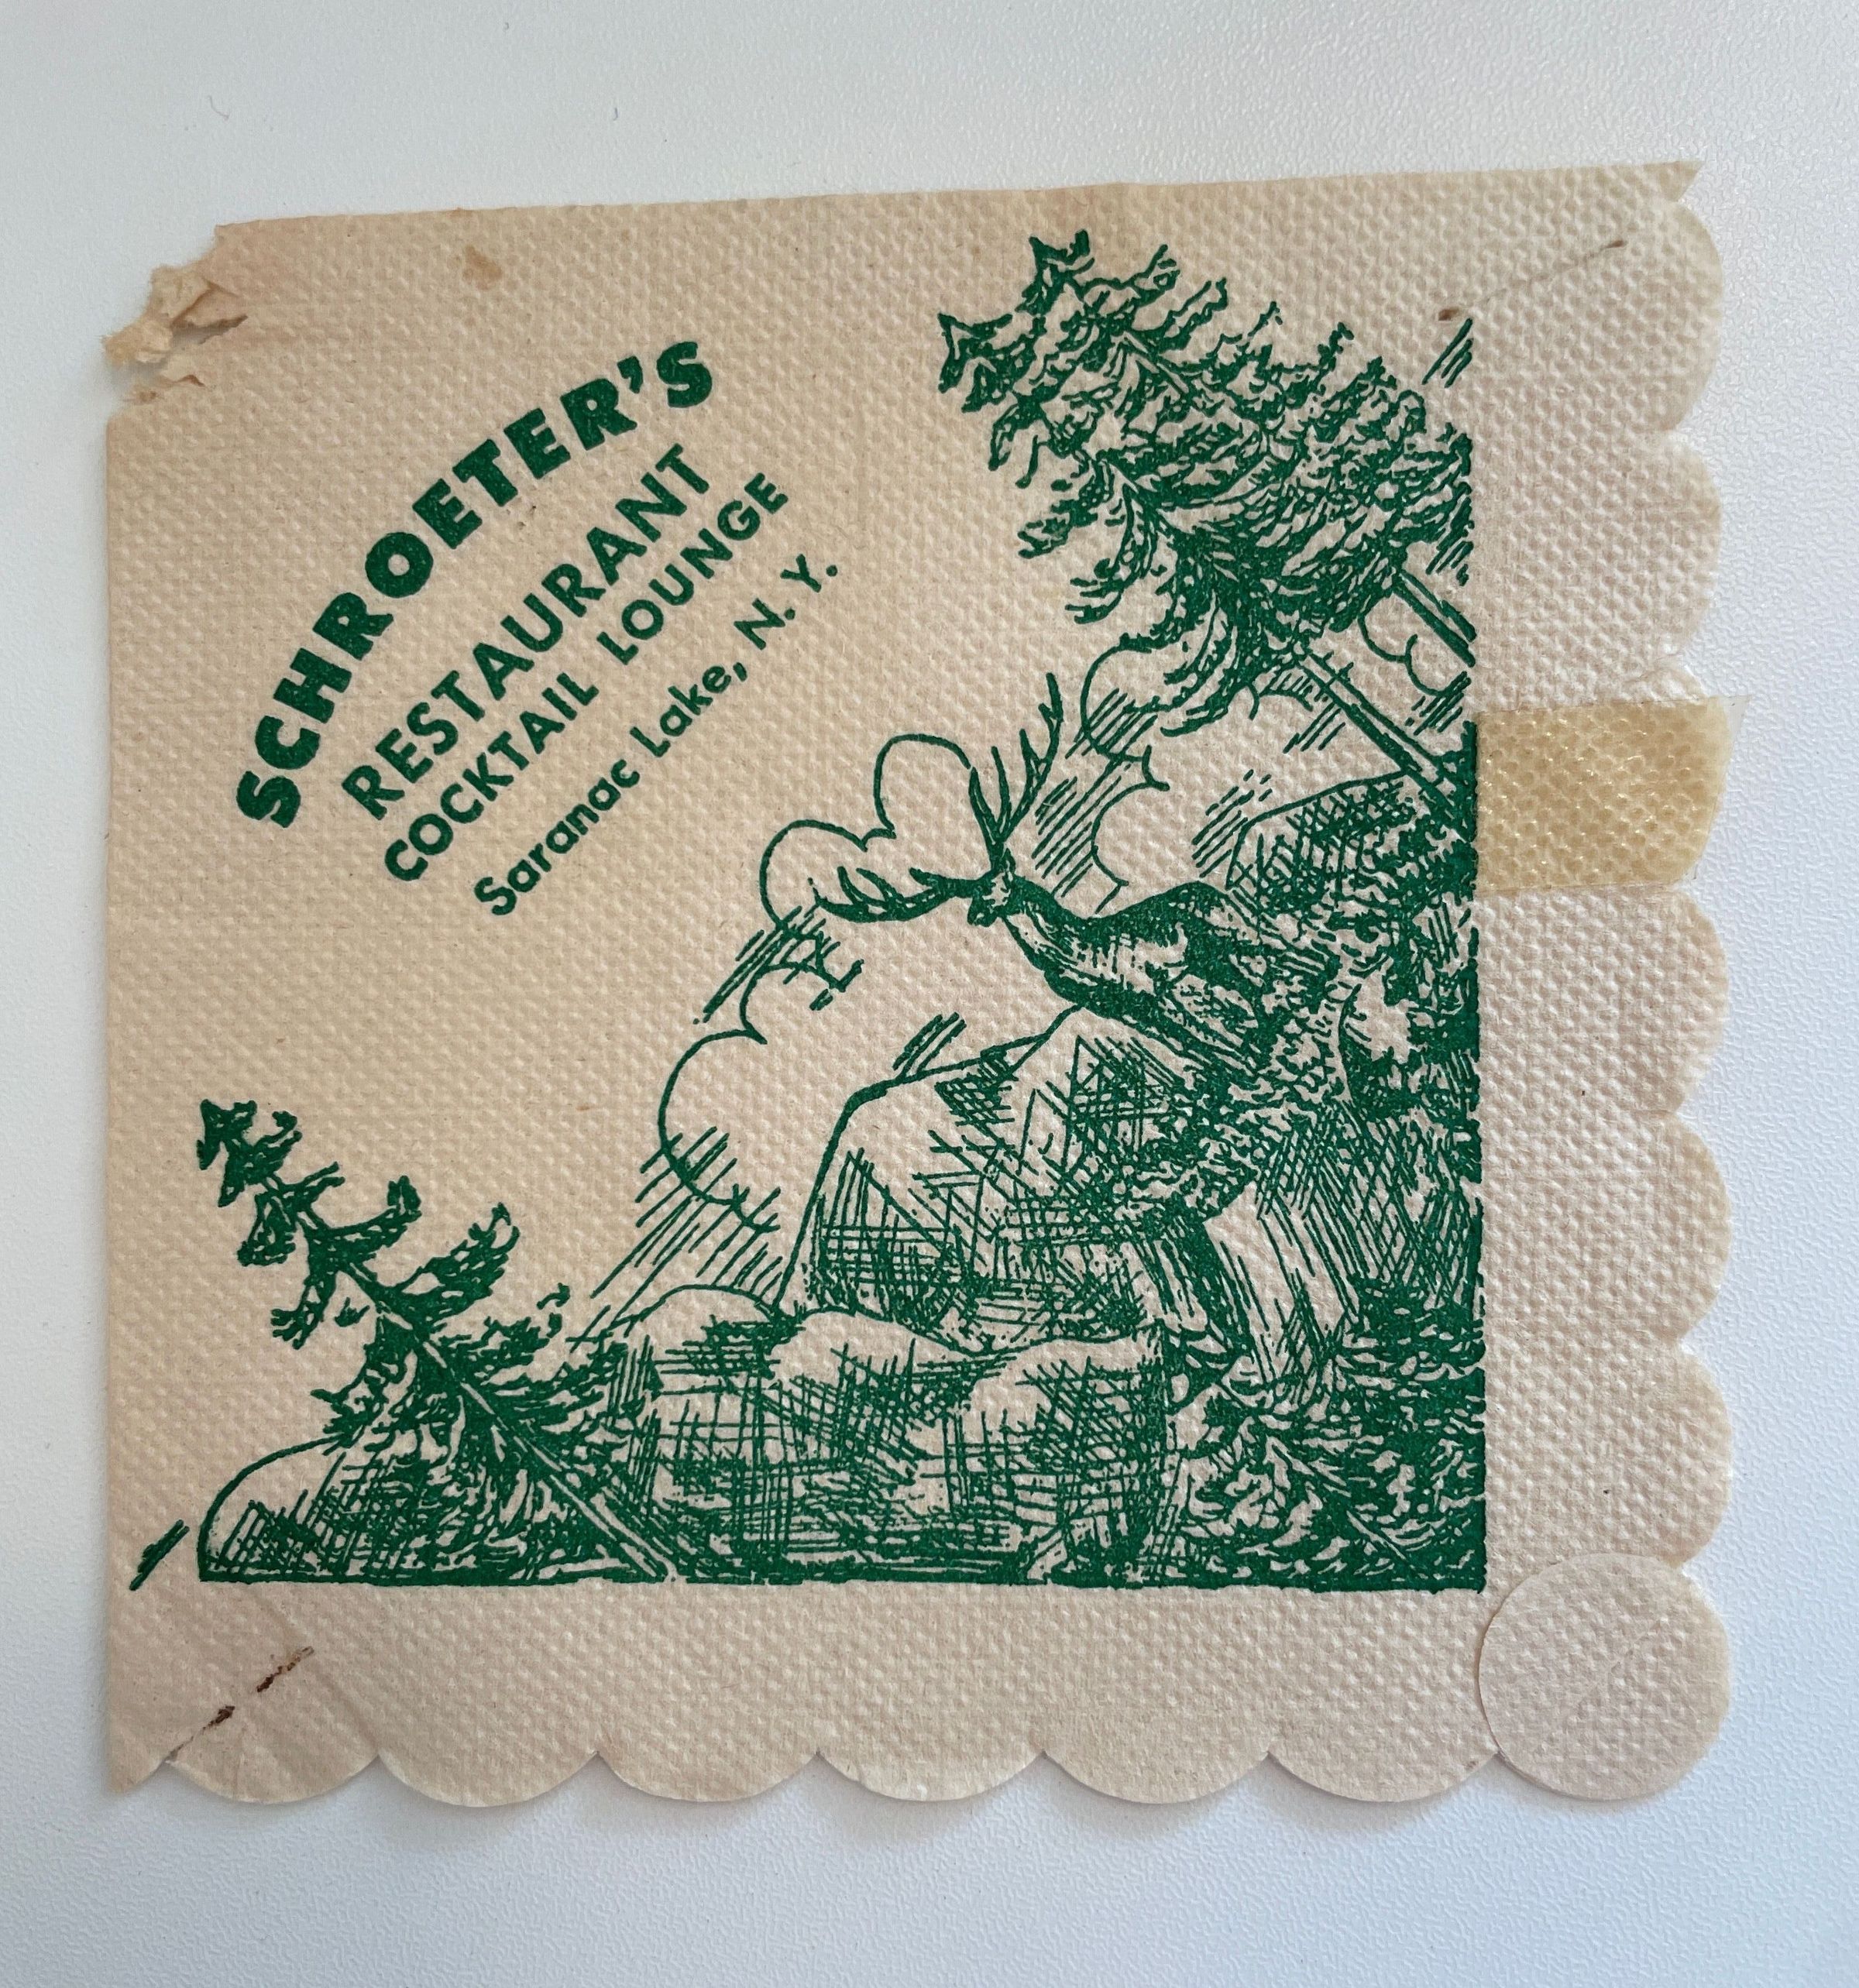 SCHROETER'S
RESTAURANT
COCKTAIL LOUNGE
Saranac Lake, N. Y.